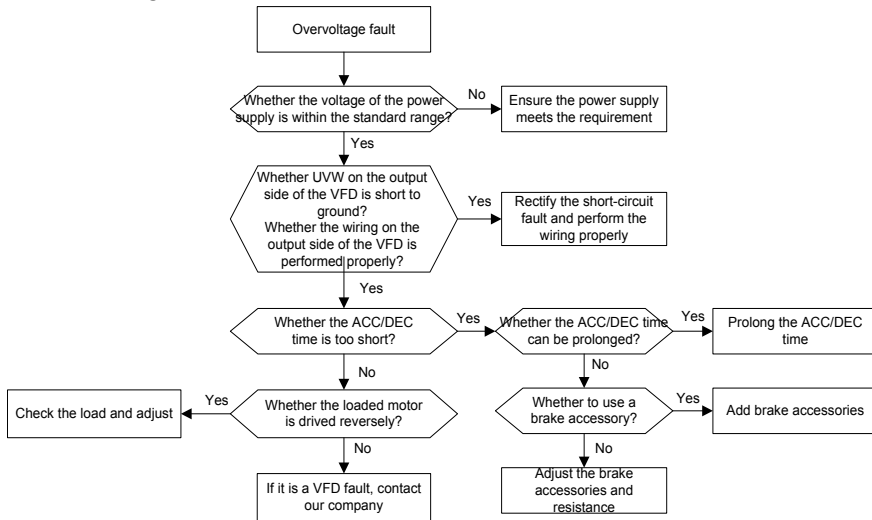 Overvoltage fault
Whether the voltage of the power
supply is within the standard range?
No
Ensure the power supply
meets the requirement
Yes
Whether UVW on the output
side of the VFD is short to
ground?
Whether the wiring on the
output side of the VFD is
performed properly?
Yes
Rectify the short-circuit
fault and perform the
wiring properly
Yes
Whether the ACC/DEC
time is too short?
Yes
Whether the ACC/DEC time
can be prolonged?
Yes
Prolong the ACC/DEC
time
No
No
Check the load and adjust
Yes
Whether the loaded motor
is drived reversely?
Whether to use a
brake accessory?
Yes
Add brake accessories
No
No
If it is a VFD fault, contact
our company
Adjust the brake
accessories and
resistance